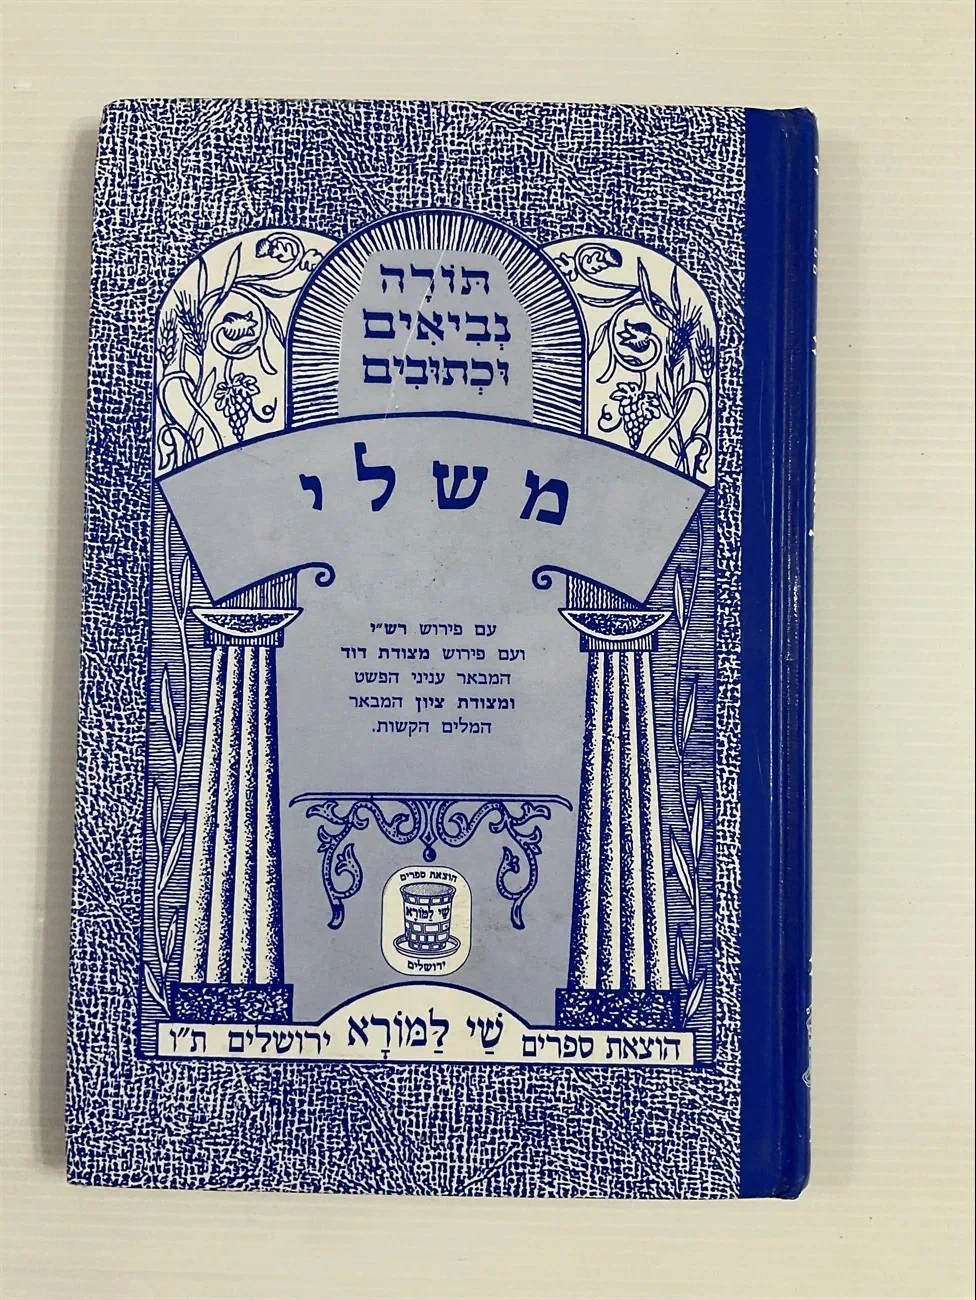 תּוֹרָה
נְבִיאִים
וּכְתוּבִים
משלי
עם פירוש רש"י
ועם פירוש מצודת דוד
המבאר עניני הפשט
ומצודת ציון המבאר
המלים הקשות.
הוצאת ספרים
שי למורא
ירושלים
הוצאת ספרים שַׁי לַמּוֹרָא ירושלים ת"ו